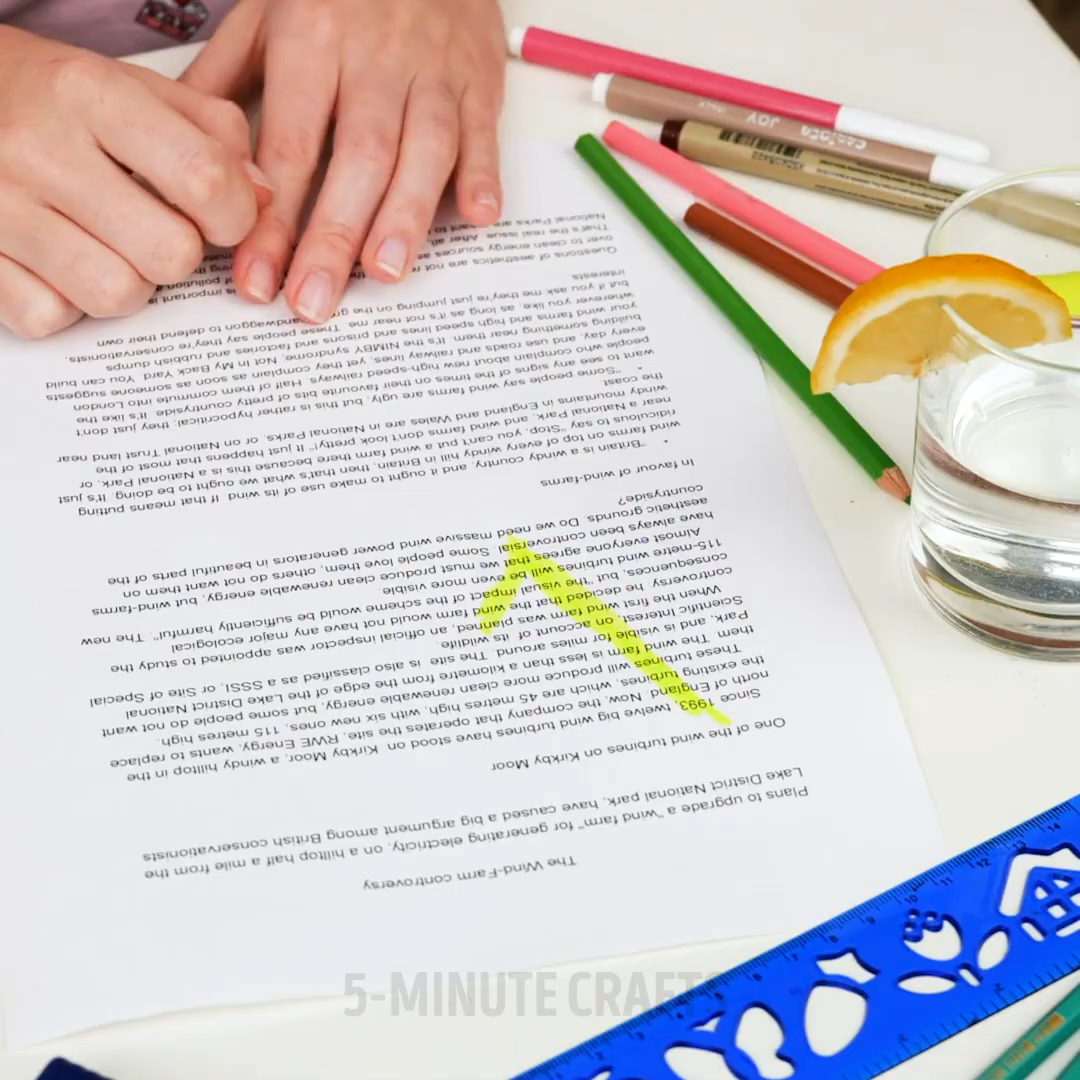 The Wind-Farm controversy
Plans to upgrade a "wind farm" for generating electricity, on a hilltop a half a mile from the
Lake District National park, have caused a big argument among British conservationists
One of the wind turbines on Kirkby Moor
Since 1993, twelve big wind turbines have stood on Kirkby Moor, a windy hilltop in the
north of England. Now, the company that operates the site, RWE Energy, wants to replace
the existing turbines, which are 45 metres high, with six new ones, 115 metres high.
These turbines will produce more clean renewable energy, but some people do not want
them. The wind farm is less than a kilometre from the edge of the Lake District National
Park, and is visible for miles around. The site is also classified as a SSSI, or Site of Special
Scientific Interest, on account of its wildlife.
When the first wind farm was planned, an official inspector was appointed to study the
controversy; he decided that the wind farm would not have any major ecological
consequences, but "the visual impact of the scheme would be sufficiently harmful". The new
115-metre wind turbines will be even more visible
Almost everyone agrees that we must produce clean renewable energy, but wind-farms
have always been controversial. Some people love them, others do not want them on
aesthetic grounds. Do we need massive wind power generators in beautiful parts of the
countryside?
In favour of wind-farms
• "Britain is a windy country, and it ought to make use of its wind if that means putting
wind farms on top of every windy hill in Britain, then that's what we ought to be doing. It's just
ridiculous to say "Stop, you can't put a wind farm there because this is a National Park, or
near a National Park, and wind farms don't look pretty!" It just happens that most of the
windy mountains in England and Wales are in National Parks, or on National Trust land near
the coast"
• "Some people say wind farms are ugly, but this is rather hypocritical; they just don't
want to see any signs of the times on their favourite bits of pretty countryside. It's like the
people who complain about new high-speed railways. Half of them commute into London
every day, and use roads and railway lines; yet they complain as soon as someone suggests
building something near them. It's the NIMBY syndrome; Not In My Back Yard. You can build
wind farms and high speed lines and prisons and factories and rubbish dumps
wherever you like, as long as it's not near me. These people say they're conservationists,
but if you ask me they're just jumping on the bandwaggon to defend their own
interests.
Questions of aesthetics are not
over to clean energy sources
That's the real issue. After all,
National Parks are
CARIOCA JOY ITALY
5-MINUTE CRAFTS